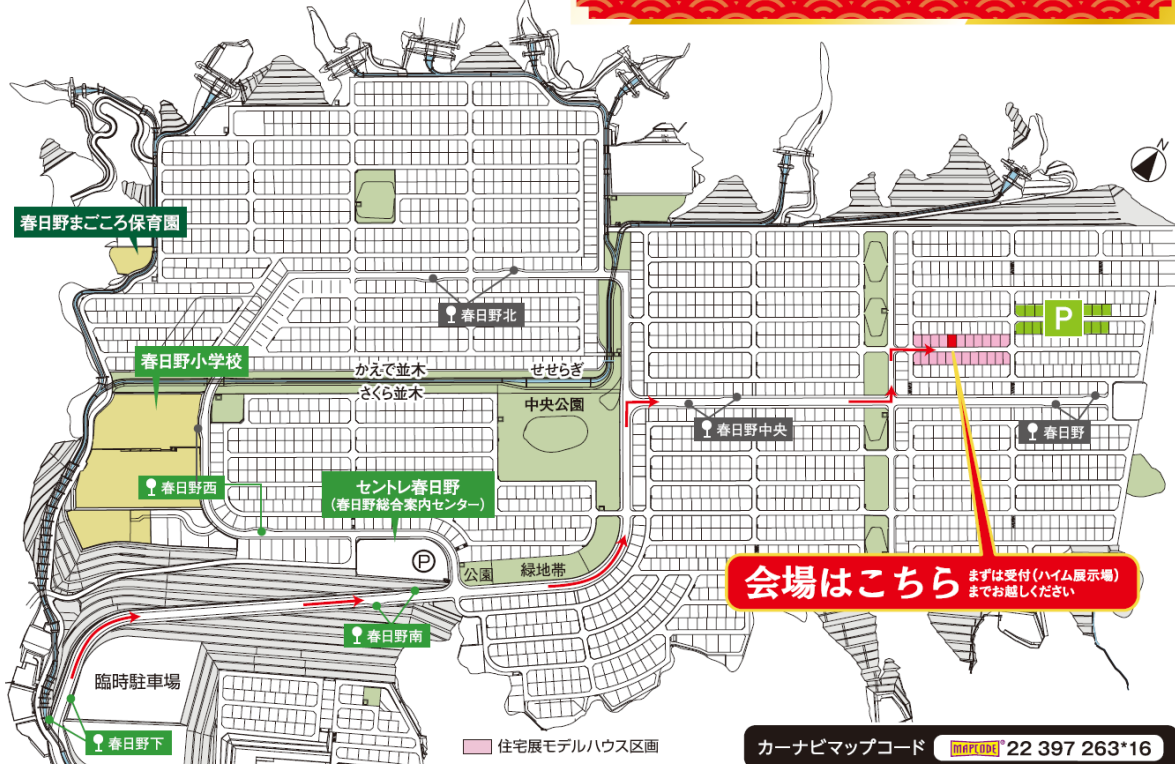 N
春日野まごころ保育園
春日野北
P
春日野小学校
かえで並木
せせらぎ
さくら並木
中央公園
春日野中央
春日野
春日野西
セントレ春日野
(春日野総合案内センター)
P
公園
緑地帯
会場はこちら
まずは受付(ハイム展示場)
までお越しください
春日野南
臨時駐車場
春日野下
住宅展モデルハウス区画
カーナビマップコード
MAPCODE® 22 397 263*16